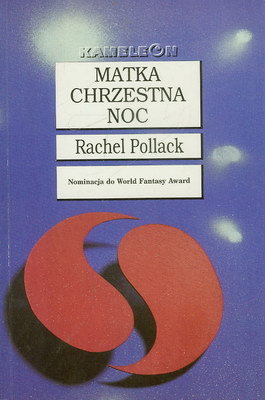 KAMELEON
MATKA
CHRZESTNA
NOC
Rachel Pollack
Nominacja do World Fantasy Award